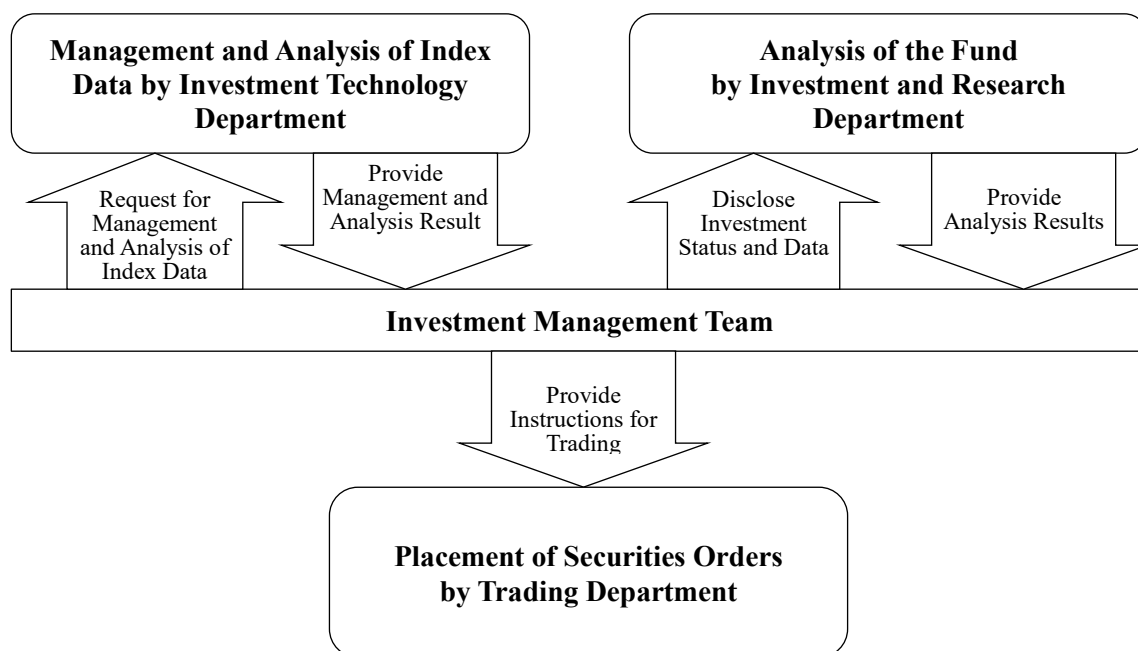 Management and Analysis of Index
Data by Investment Technology
Department
Analysis of the Fund
by Investment and Research
Department
Request for
Management
and Analysis of
Index Data
Provide
Management and
Analysis Result
Disclose
Investment
Status and Data
Provide
Analysis Results
Investment Management Team
Provide
Instructions for
Trading
Placement of Securities Orders
by Trading Department